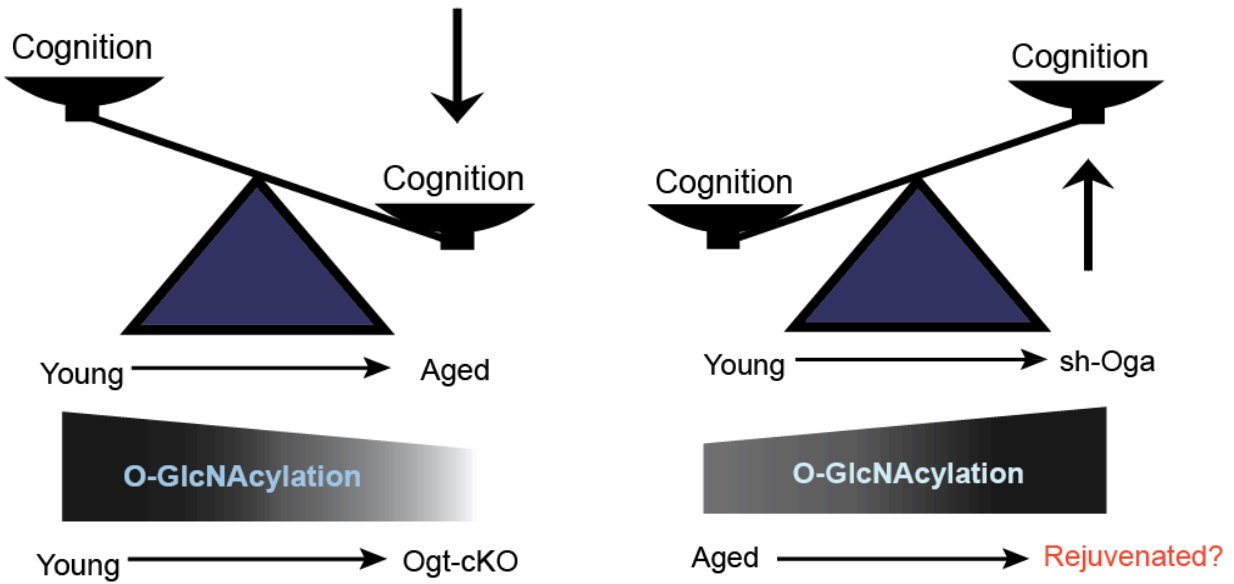 Cognition
Cognition
Young Aged
O-GlcNAcylation
Young Ogt-cKO
Cognition
Cognition
Young sh-Oga
O-GlcNAcylation
Aged Rejuvenated?